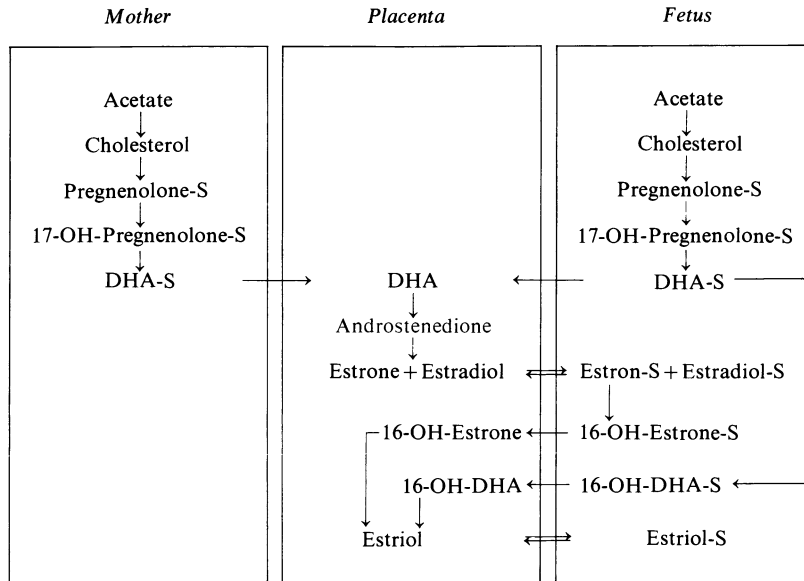 Mother Placenta Fetus
Acetate Acetate
Cholesterol Cholesterol
Pregnenolone-S Pregnenolone-S
17-OH-Pregnenolone-S 17-OH-Pregnenolone-S
DHA-S DHA DHA-S
Androstenedione
Estrone + Estradiol Estron-S + Estradiol-S
16-OH-Estrone 16-OH-Estrone-S
16-OH-DHA 16-OH-DHA-S
Estriol Estriol-S